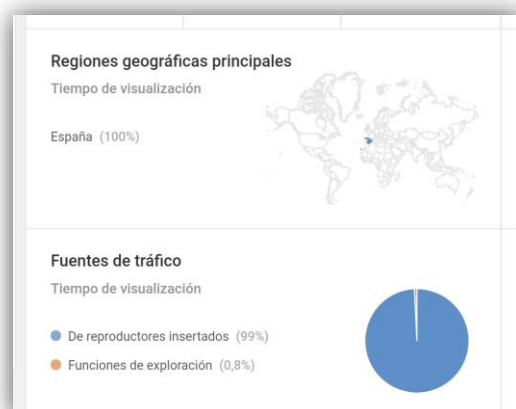 Regiones geográficas principales
Tiempo de visualización
España (100%)
Fuentes de tráfico
Tiempo de visualización
De reproductores insertados (99%)
Funciones de exploración (0,8%)